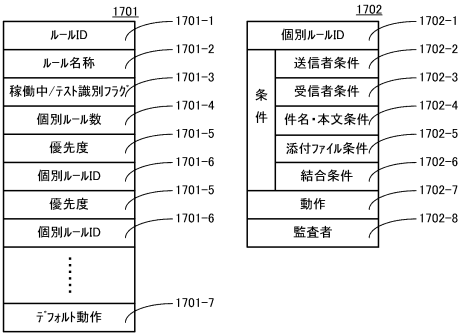 1701
ルールID 1701-1
ルール名称 1701-2
稼働中/テスト識別フラグ 1701-3
個別ルール数 1701-4
優先度 1701-5
個別ルールID 1701-6
優先度 1701-5
個別ルールID 1701-6
デフォルト動作 1701-7
1702
個別ルールID 1702-1
条件
送信者条件 1702-2
受信者条件 1702-3
件名・本文条件 1702-4
添付ファイル条件 1702-5
結合条件 1702-6
動作 1702-7
監査者 1702-8